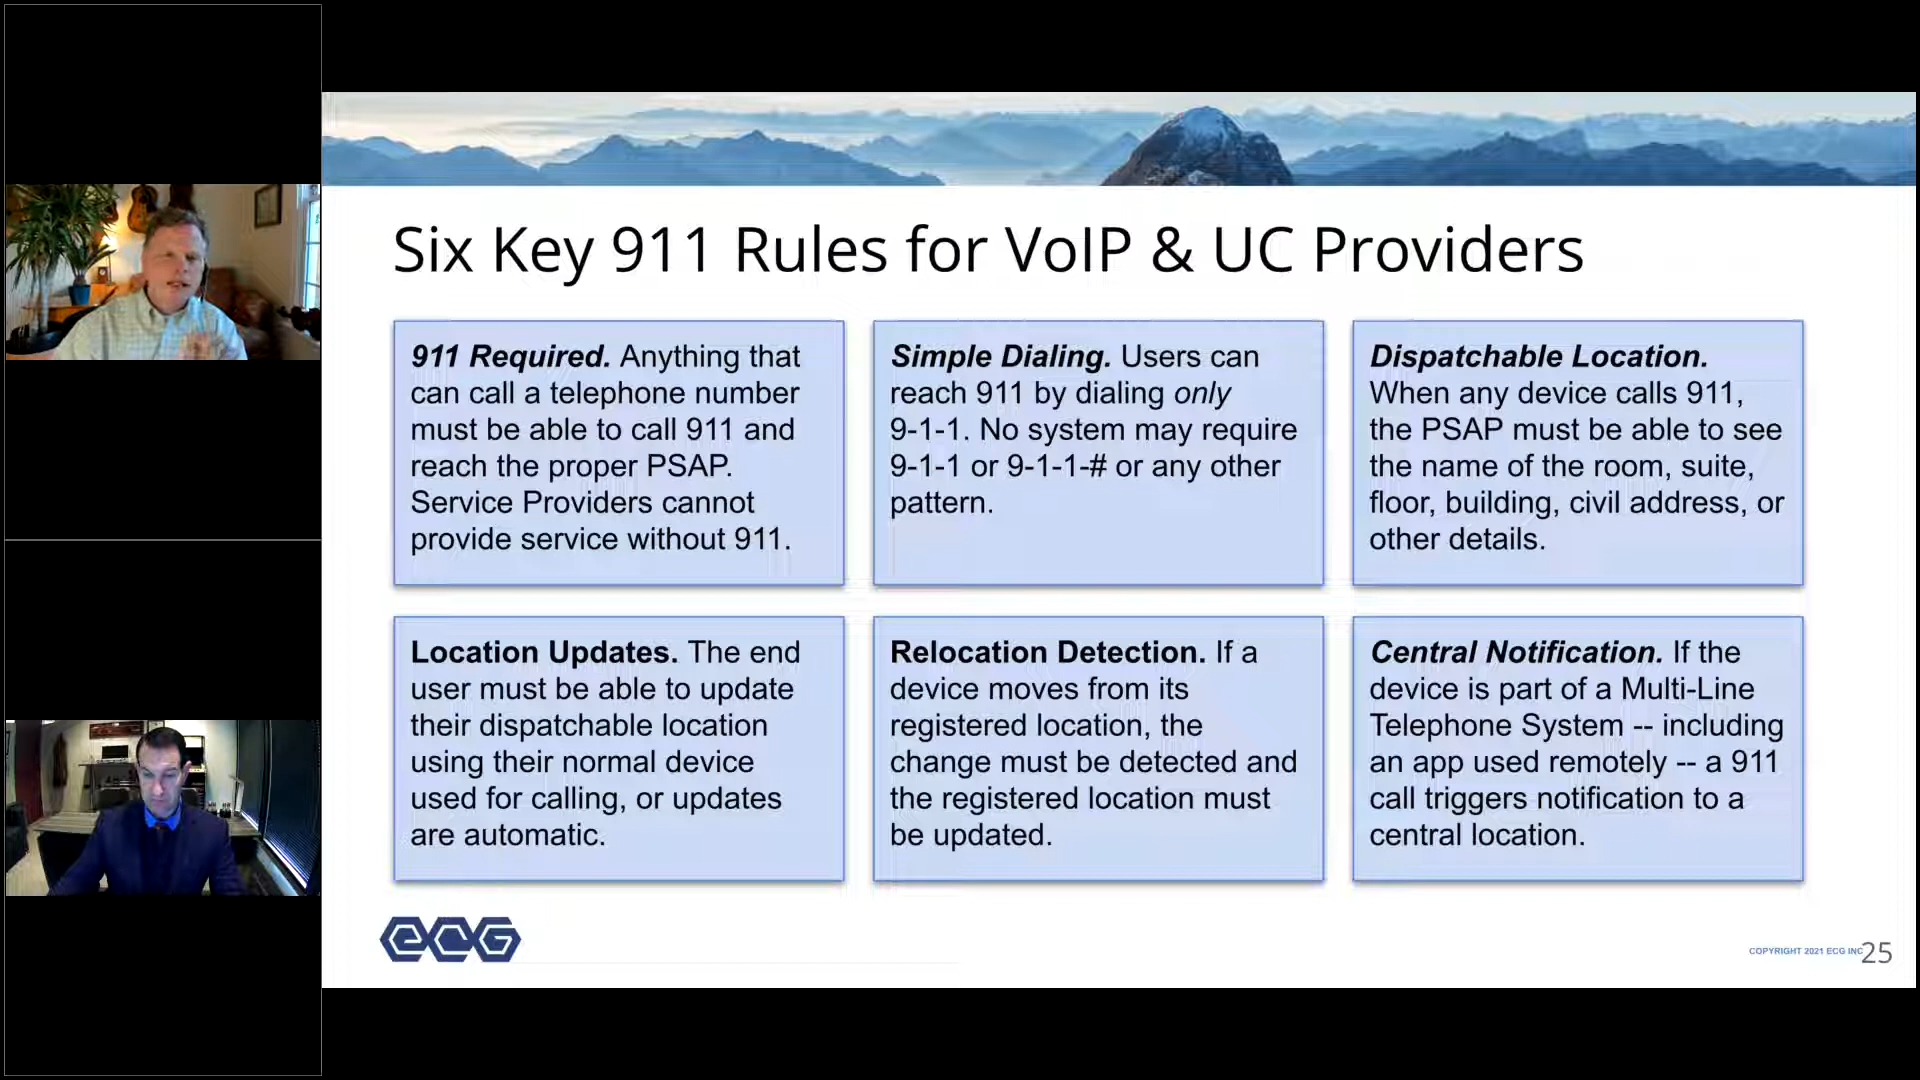 Six Key 911 Rules for VoIP & UC Providers
911 Required. Anything that
can call a telephone number
must be able to call 911 and
reach the proper PSAP.
Service Providers cannot
provide service without 911.
Simple Dialing. Users can
reach 911 by dialing only
9-1-1. No system may require
9-1-1 or 9-1-1-# or any other
pattern.
Dispatchable Location.
When any device calls 911,
the PSAP must be able to see
the name of the room, suite,
floor, building, civil address, or
other details.
Location Updates. The end
user must be able to update
their dispatchable location
using their normal device
used for calling, or updates
are automatic.
Relocation Detection. If a
device moves from its
registered location, the
change must be detected and
the registered location must
be updated.
Central Notification. If the
device is part of a Multi-Line
Telephone System -- including
an app used remotely -- a 911
call triggers notification to a
central location.
ECG
COPYRIGHT 2021 ECG INC
25